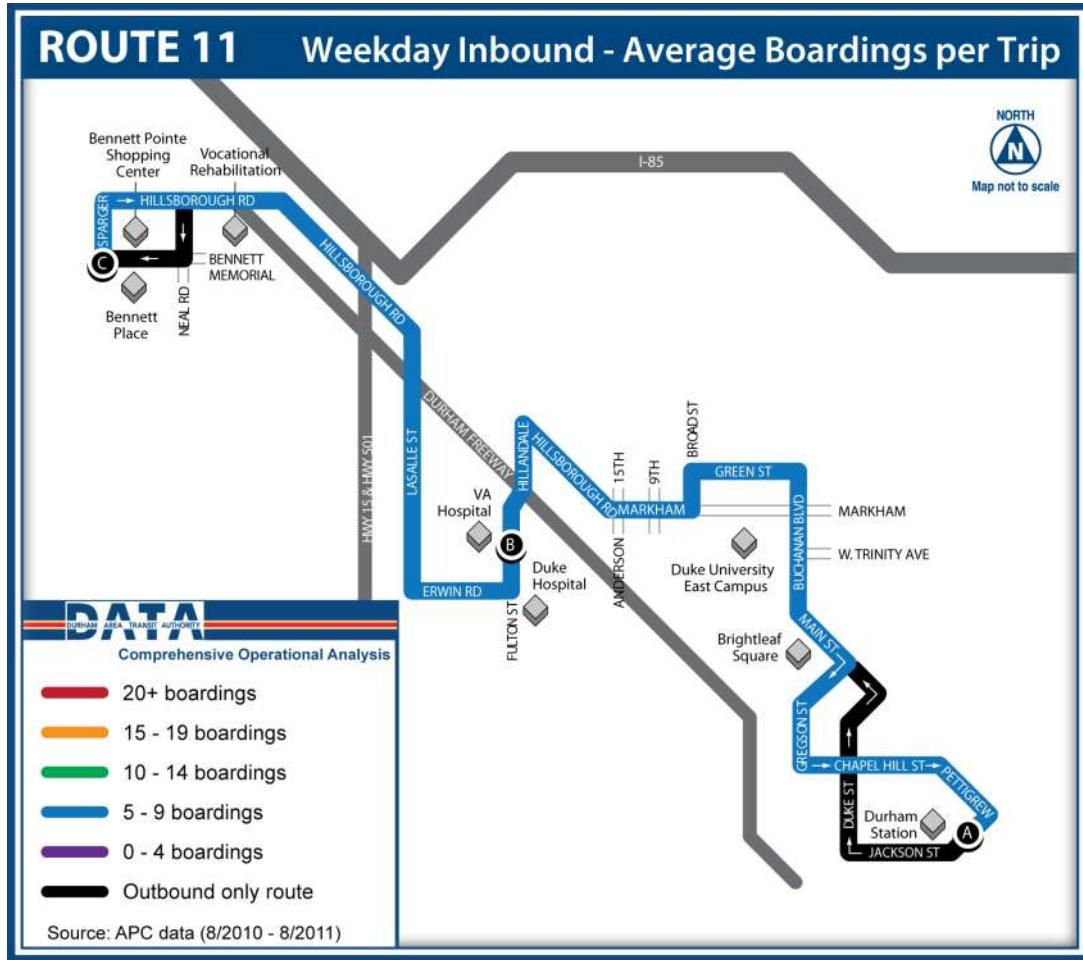 ROUTE 11 Weekday Inbound - Average Boardings per Trip
NORTH
N
Map not to scale
I-85
Bennett Pointe
Shopping
Center
Vocational
Rehabilitation
SPARGER
HILLSBOROUGH RD
C
BENNETT
MEMORIAL
NEAL RD
Bennett
Place
HILLSBOROUGH RD
HWY 15 & HWY 501
LASALLE ST
DURHAM FREEWAY
HILLANDALE
HILLSBOROUGH RD
VA
Hospital
B
Duke
Hospital
ERWIN RD
FULTON ST
15TH
ANDERSON
9TH
MARKHAM
BROAD ST
GREEN ST
BUCHANAN BLVD
MARKHAM
W. TRINITY AVE
Duke University
East Campus
MAIN ST
Brightleaf
Square
GREGSON ST
CHAPEL HILL ST
PETTIGREW
DUKE ST
Durham
Station
A
JACKSON ST
DATA
DURHAM AREA TRANSIT AUTHORITY
Comprehensive Operational Analysis
20+ boardings
15 - 19 boardings
10 - 14 boardings
5 - 9 boardings
0 - 4 boardings
Outbound only route
Source: APC data (8/2010 - 8/2011)